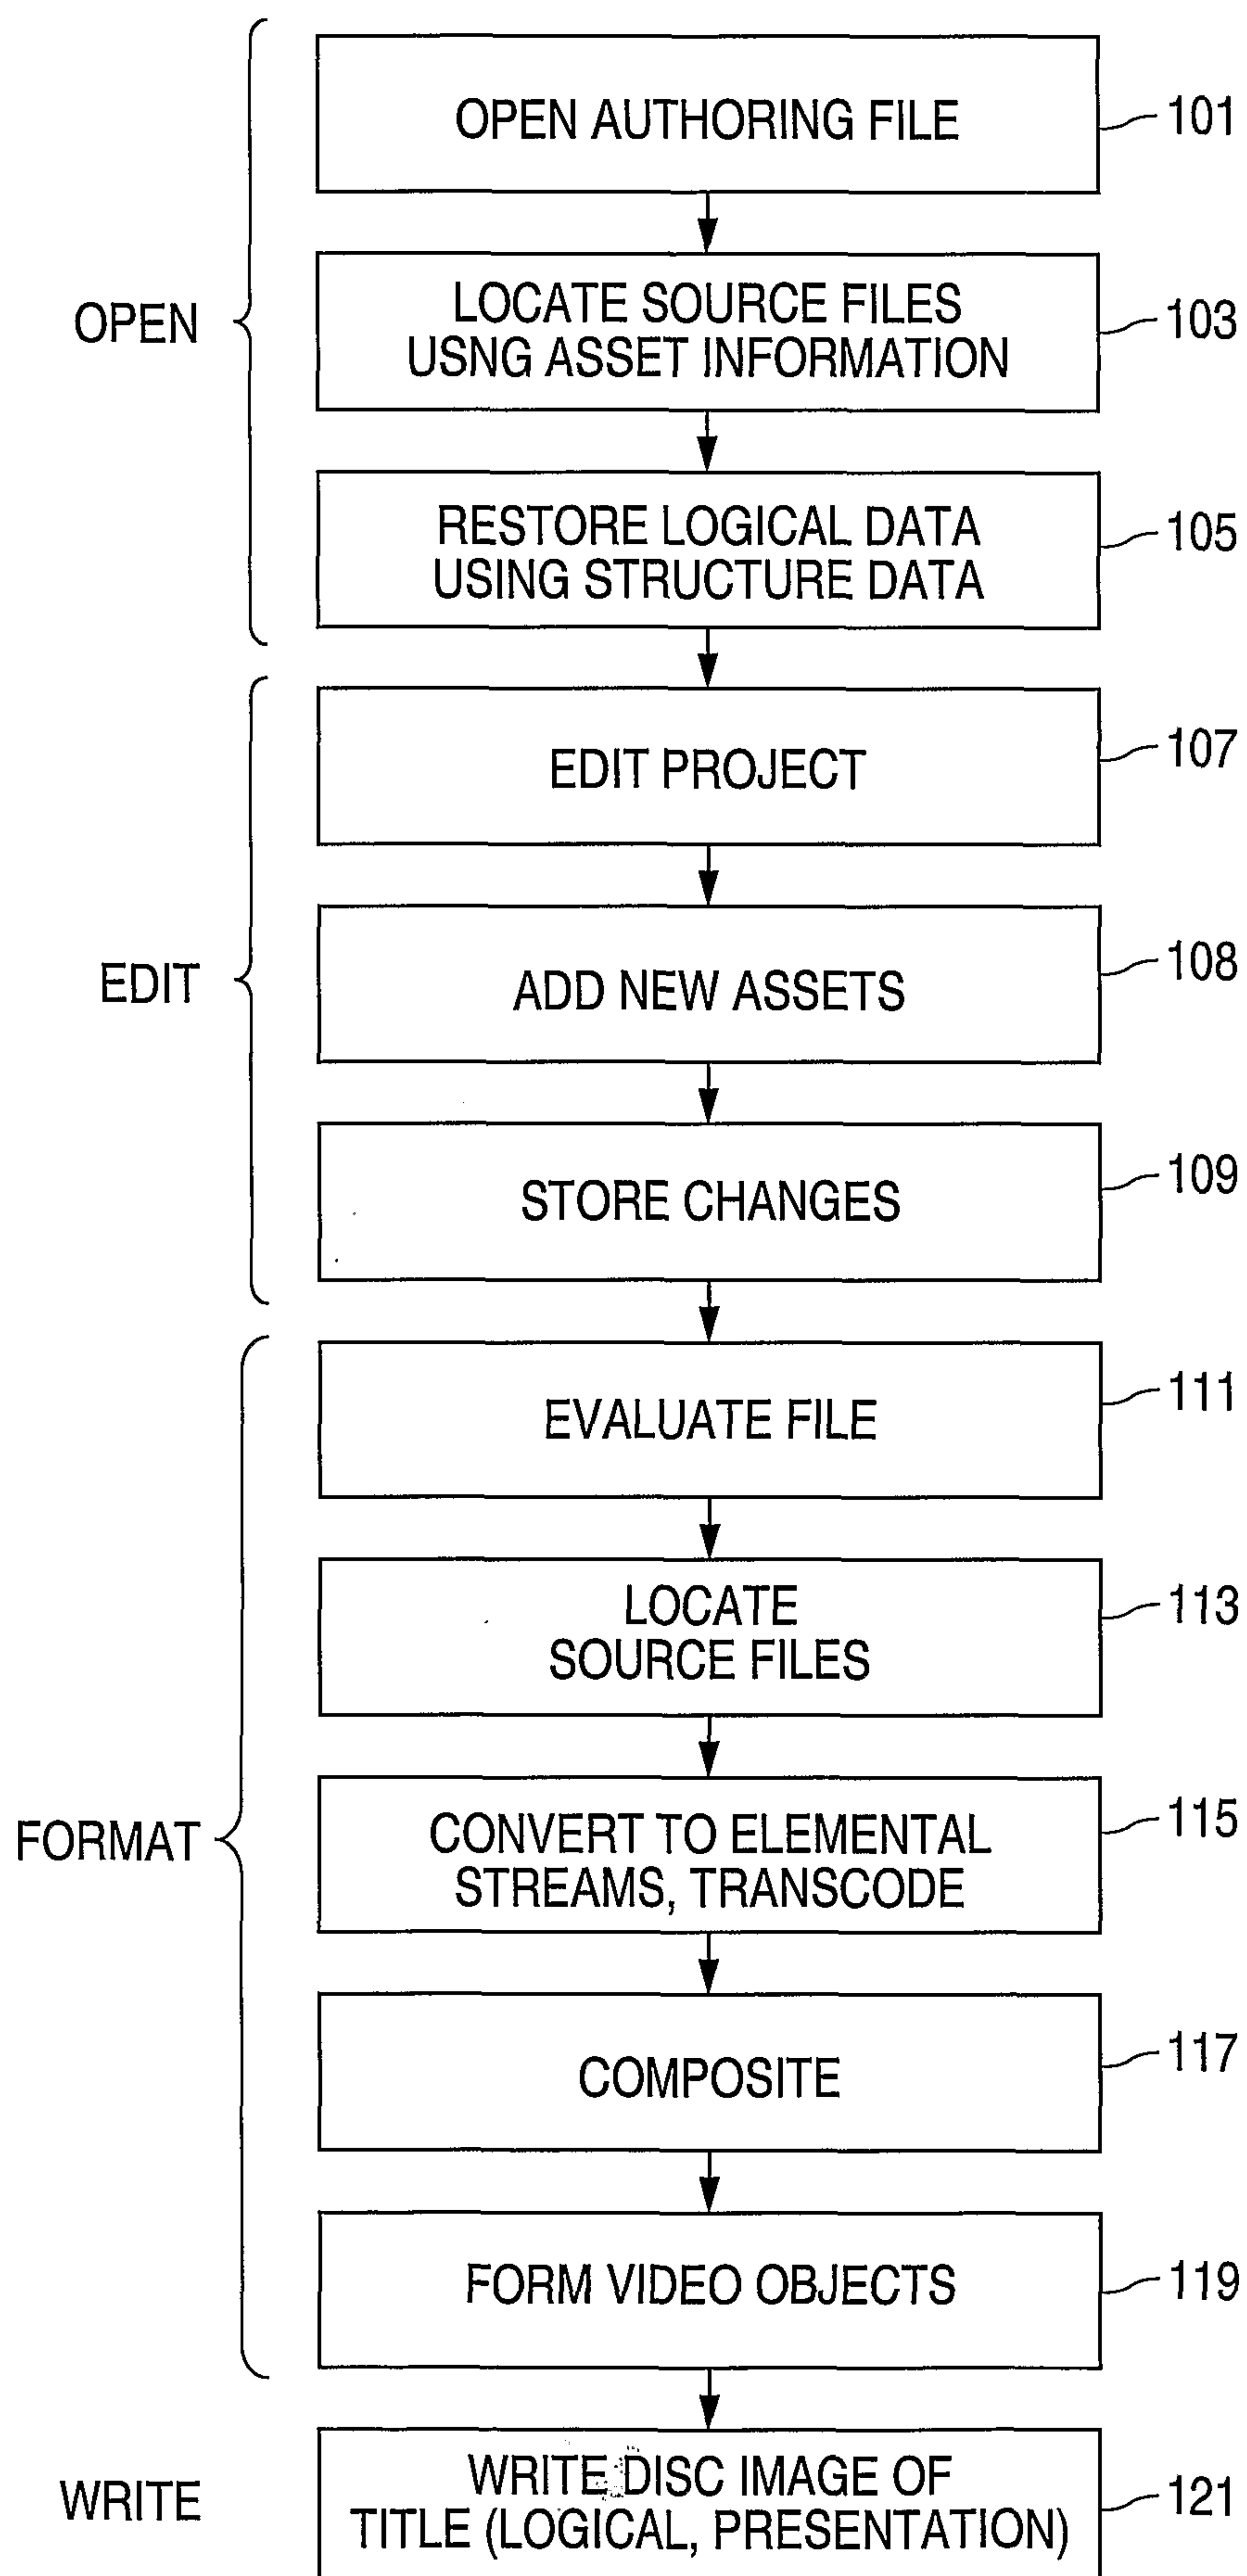 OPEN AUTHORING FILE
101
OPEN
LOCATE SOURCE FILES
USNG ASSET INFORMATION
103
RESTORE LOGICAL DATA
USING STRUCTURE DATA
105
EDIT PROJECT
107
EDIT
ADD NEW ASSETS
108
STORE CHANGES
109
EVALUATE FILE
111
LOCATE
SOURCE FILES
113
FORMAT
CONVERT TO ELEMENTAL
STREAMS, TRANSCODE
115
COMPOSITE
117
FORM VIDEO OBJECTS
119
WRITE
WRITE DISC IMAGE OF
TITLE (LOGICAL, PRESENTATION)
121